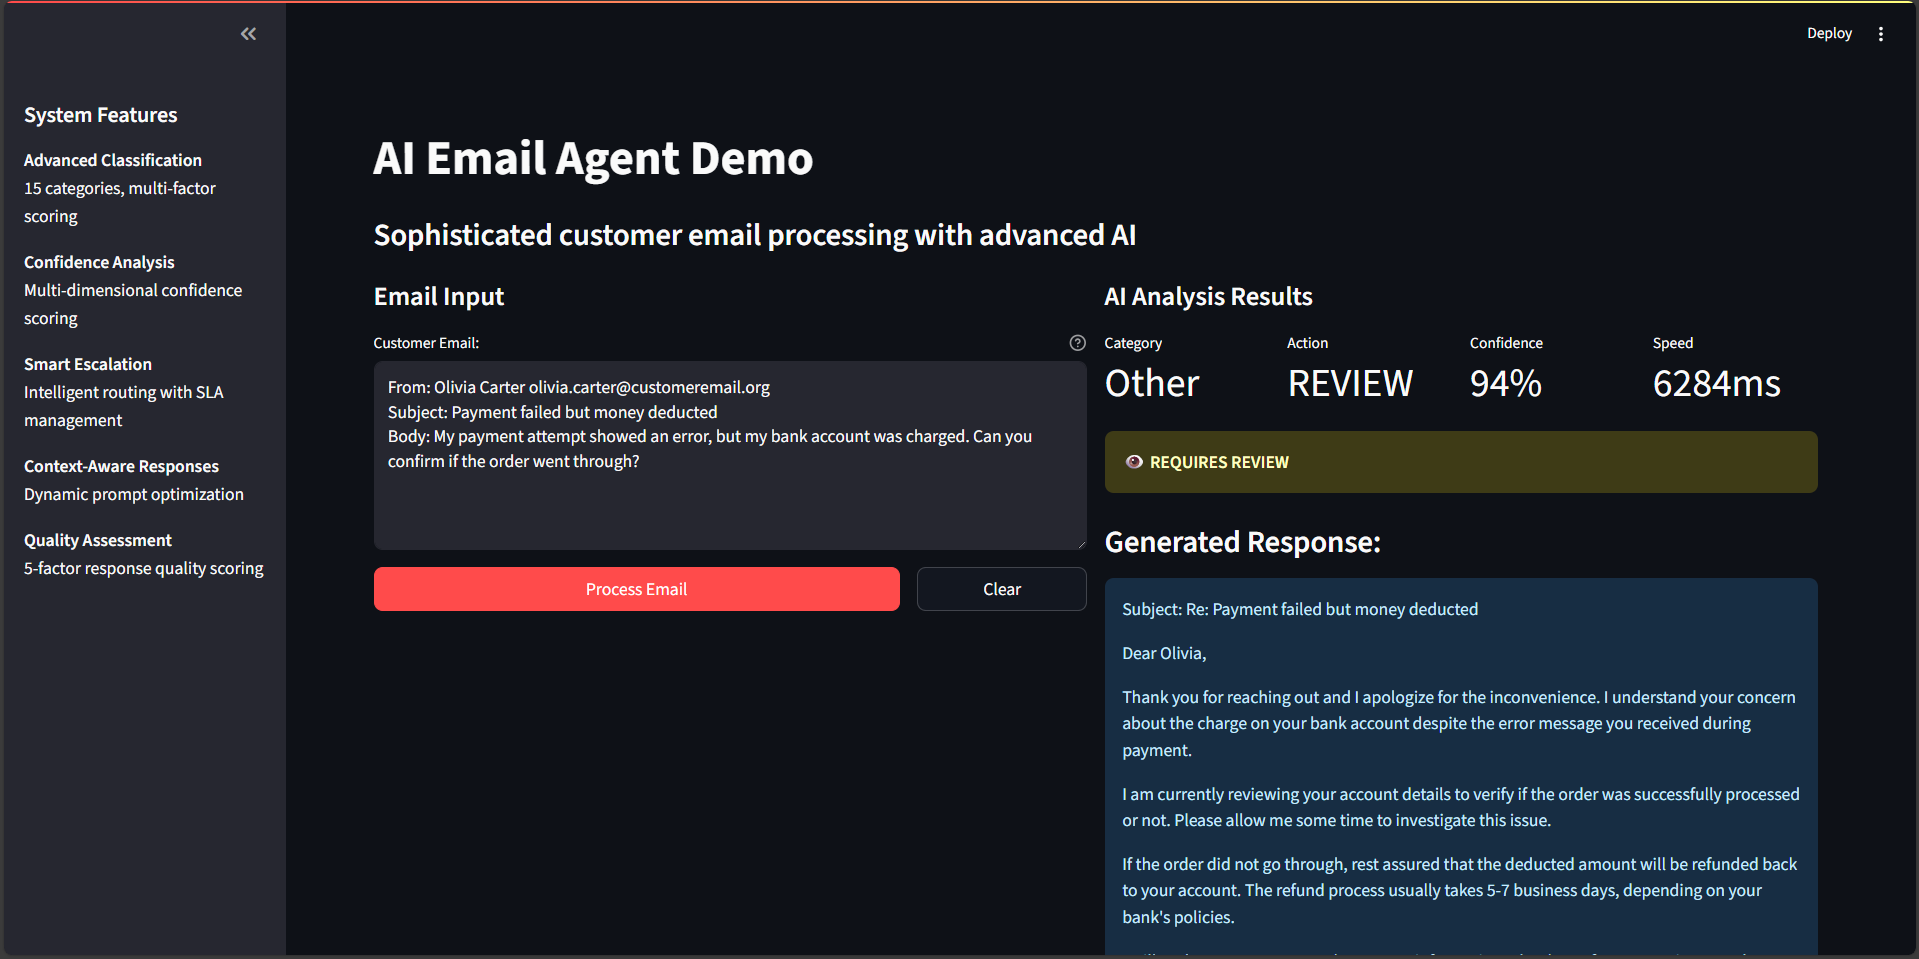 Deploy
System Features
Advanced Classification
15 categories, multi-factor
scoring
Confidence Analysis
Multi-dimensional confidence
scoring
Smart Escalation
Intelligent routing with SLA
management
Context-Aware Responses
Dynamic prompt optimization
Quality Assessment
5-factor response quality scoring
AI Email Agent Demo
Sophisticated customer email processing with advanced AI
Email Input
Customer Email:
From: Olivia Carter olivia.carter@customeremail.org
Subject: Payment failed but money deducted
Body: My payment attempt showed an error, but my bank account was charged. Can you
confirm if the order went through?
Process Email
Clear
AI Analysis Results
Category
Action
Confidence
Speed
Other
REVIEW
94%
6284ms
REQUIRES REVIEW
Generated Response:
Subject: Re: Payment failed but money deducted
Dear Olivia,
Thank you for reaching out and I apologize for the inconvenience. I understand your concern
about the charge on your bank account despite the error message you received during
payment.
I am currently reviewing your account details to verify if the order was successfully processed
or not. Please allow me some time to investigate this issue.
If the order did not go through, rest assured that the deducted amount will be refunded back
to your account. The refund process usually takes 5-7 business days, depending on your
bank's policies.